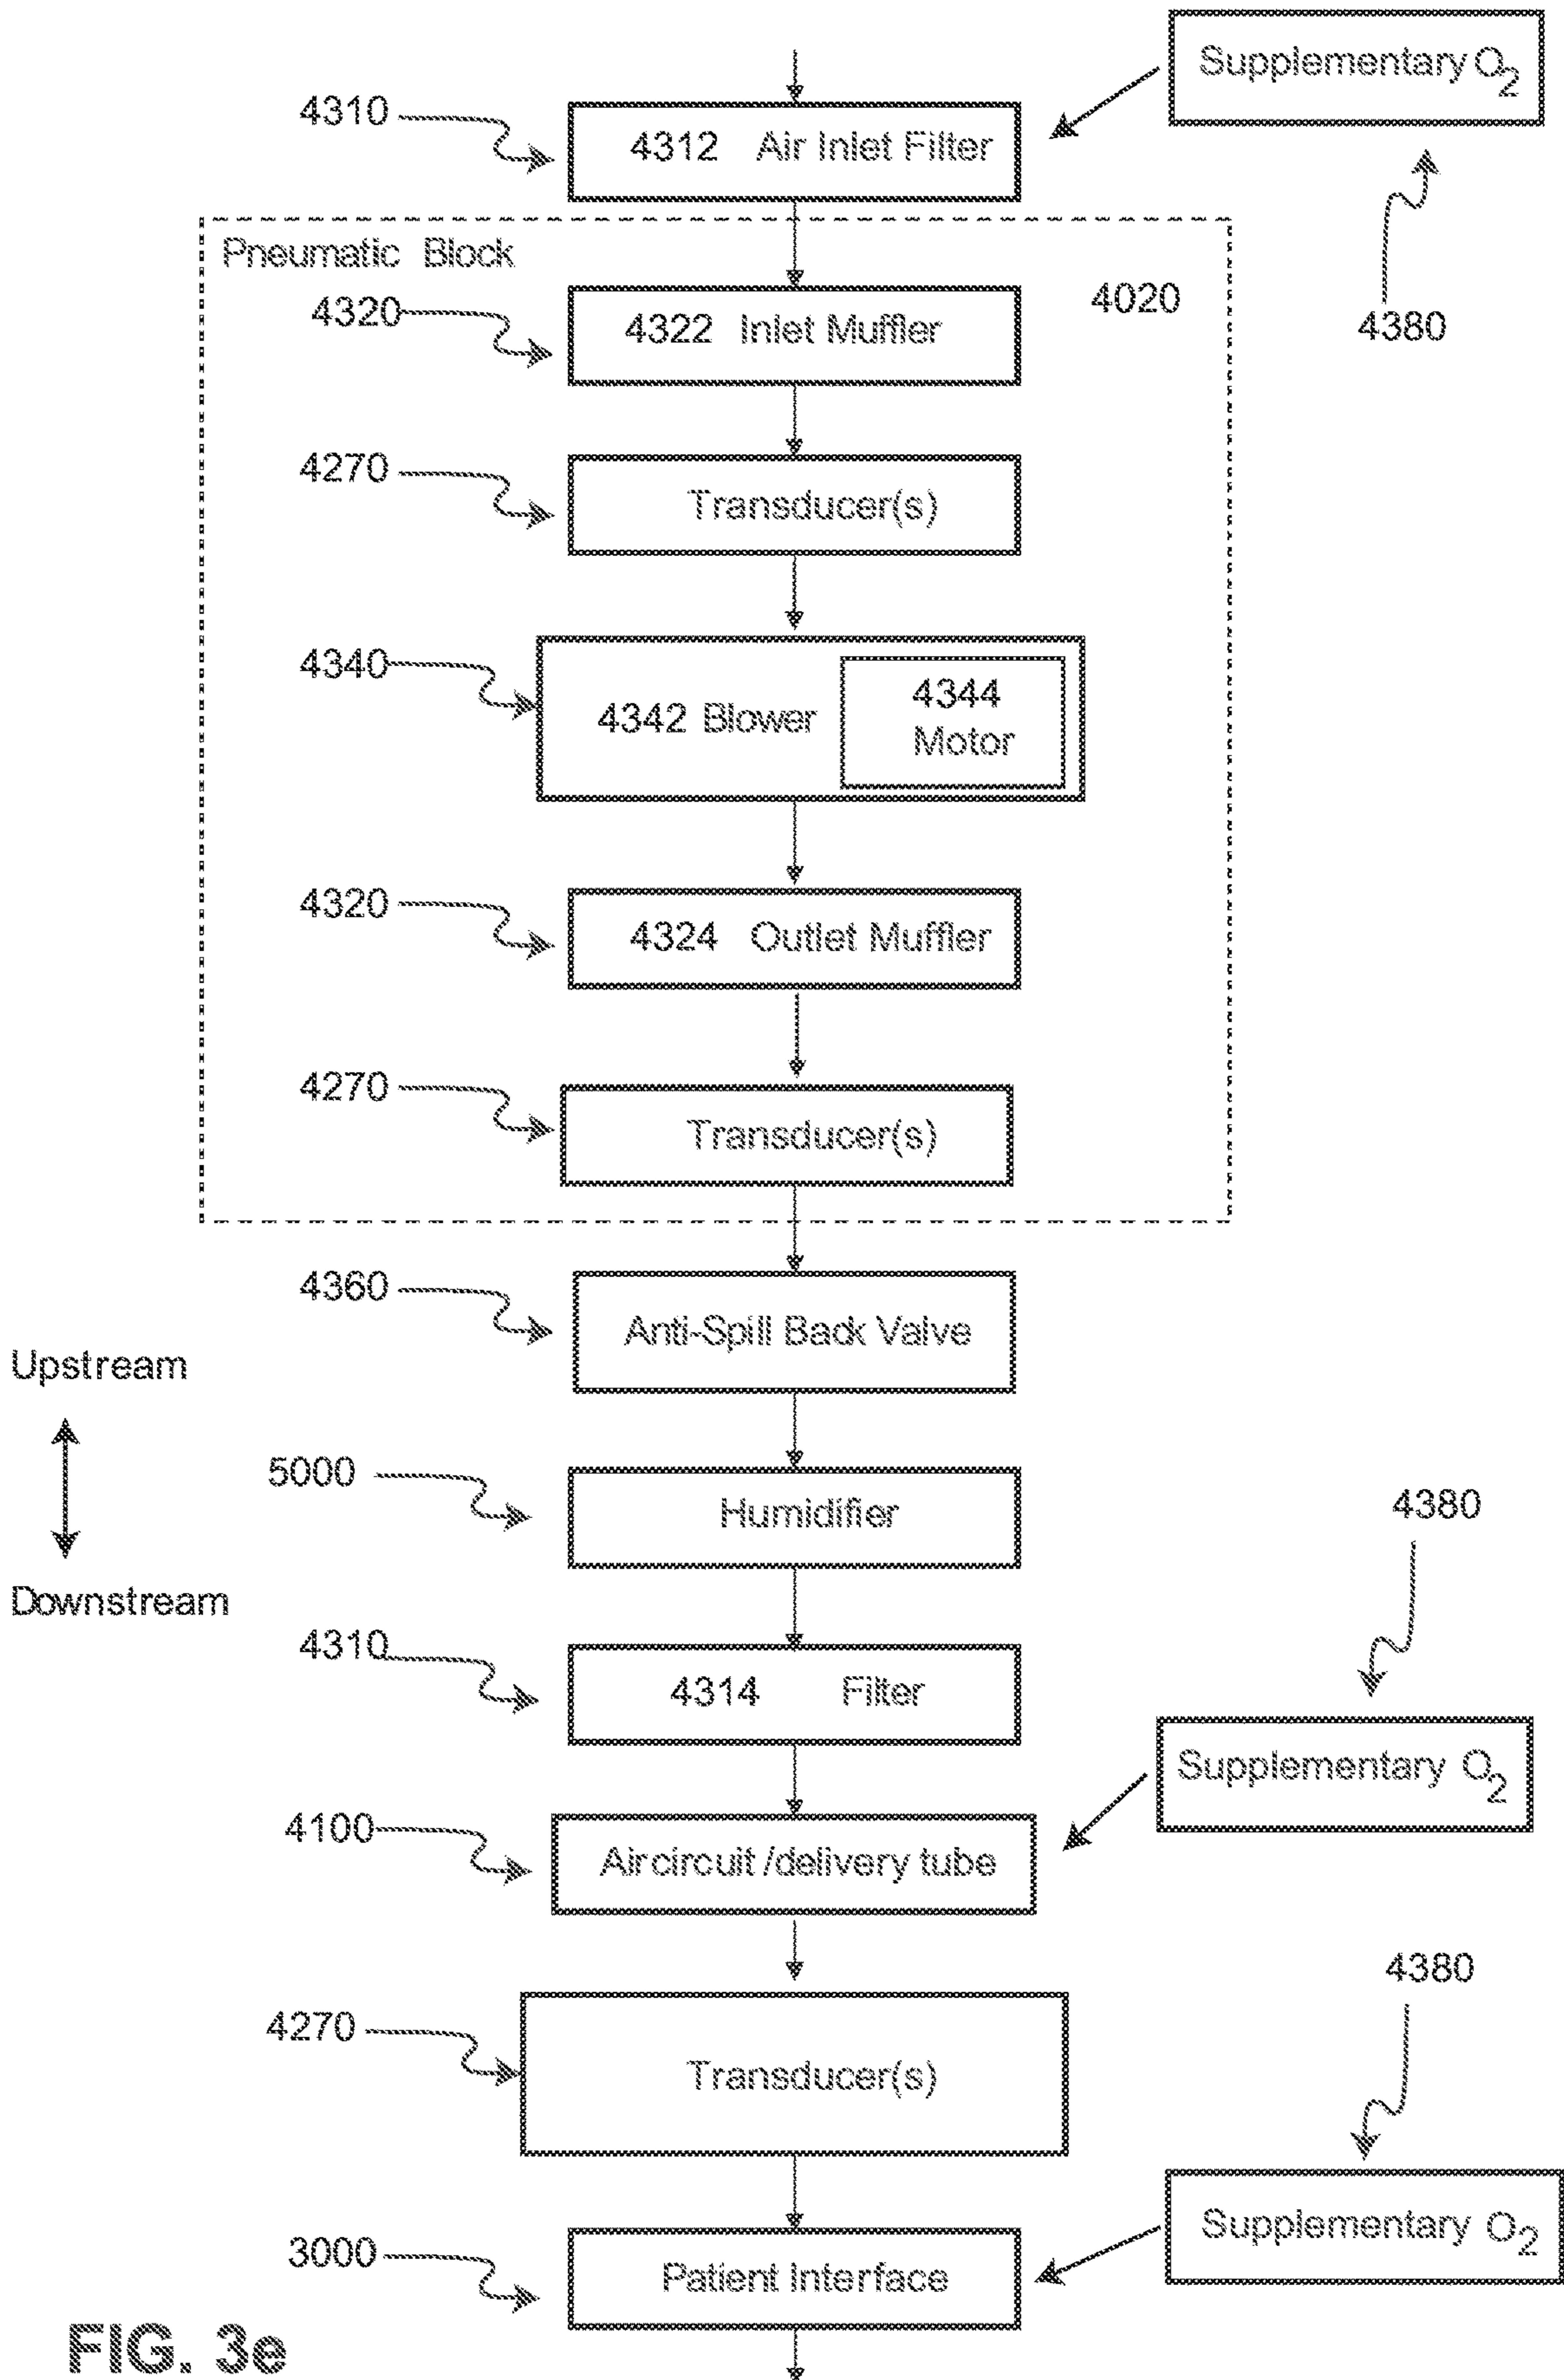 Supplementary O2
4310
4312 Air Inlet Filter
Pneumatic Block
4020
4380
4320
4322 Inlet Muffler
4270
Transducer(s)
4340
4342 Blower
4344
Motor
4320
4324 Outlet Muffler
4270
Transducer(s)
4360
Anti-Spill Back Valve
Upstream
5000
Humidifier
4380
Downstream
4310
4314 Filter
Supplementary O2
4100
Air circuit /delivery tube
4380
4270
Transducer(s)
Supplementary O2
3000
Patient Interface
FIG. 3e